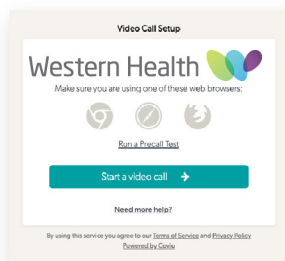 Video Call Setup
Western Health
Make sure you are using one of these web browsers:
Run a Precall Test
Start a video call
Need more help?
By using this service you agree to our Terms of Service and Privacy Policy
Powered by Coviu